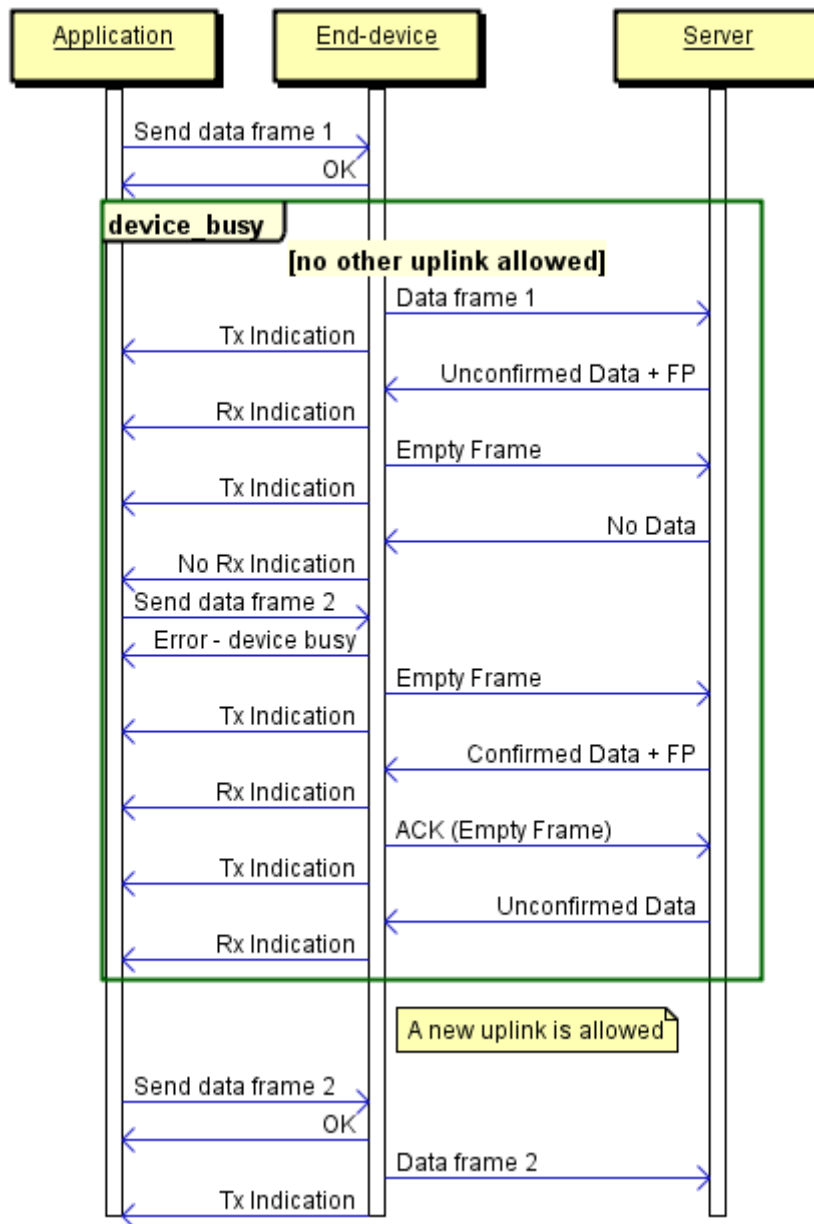 Application
End-device
Server
Send data frame 1
OK
device_busy
[no other uplink allowed]
Data frame 1
Tx Indication
Unconfirmed Data + FP
Rx Indication
Empty Frame
Tx Indication
No Data
No Rx Indication
Send data frame 2
Error - device busy
Empty Frame
Tx Indication
Confirmed Data + FP
Rx Indication
ACK (Empty Frame)
Tx Indication
Unconfirmed Data
Rx Indication
A new uplink is allowed
Send data frame 2
OK
Data frame 2
Tx Indication